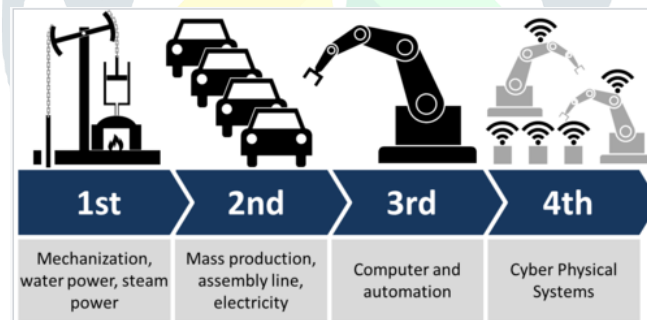 1st
2nd
3rd
4th
Mechanization,
water power, steam
power
Mass production,
assembly line,
electricity
Computer and
automation
Cyber Physical
Systems